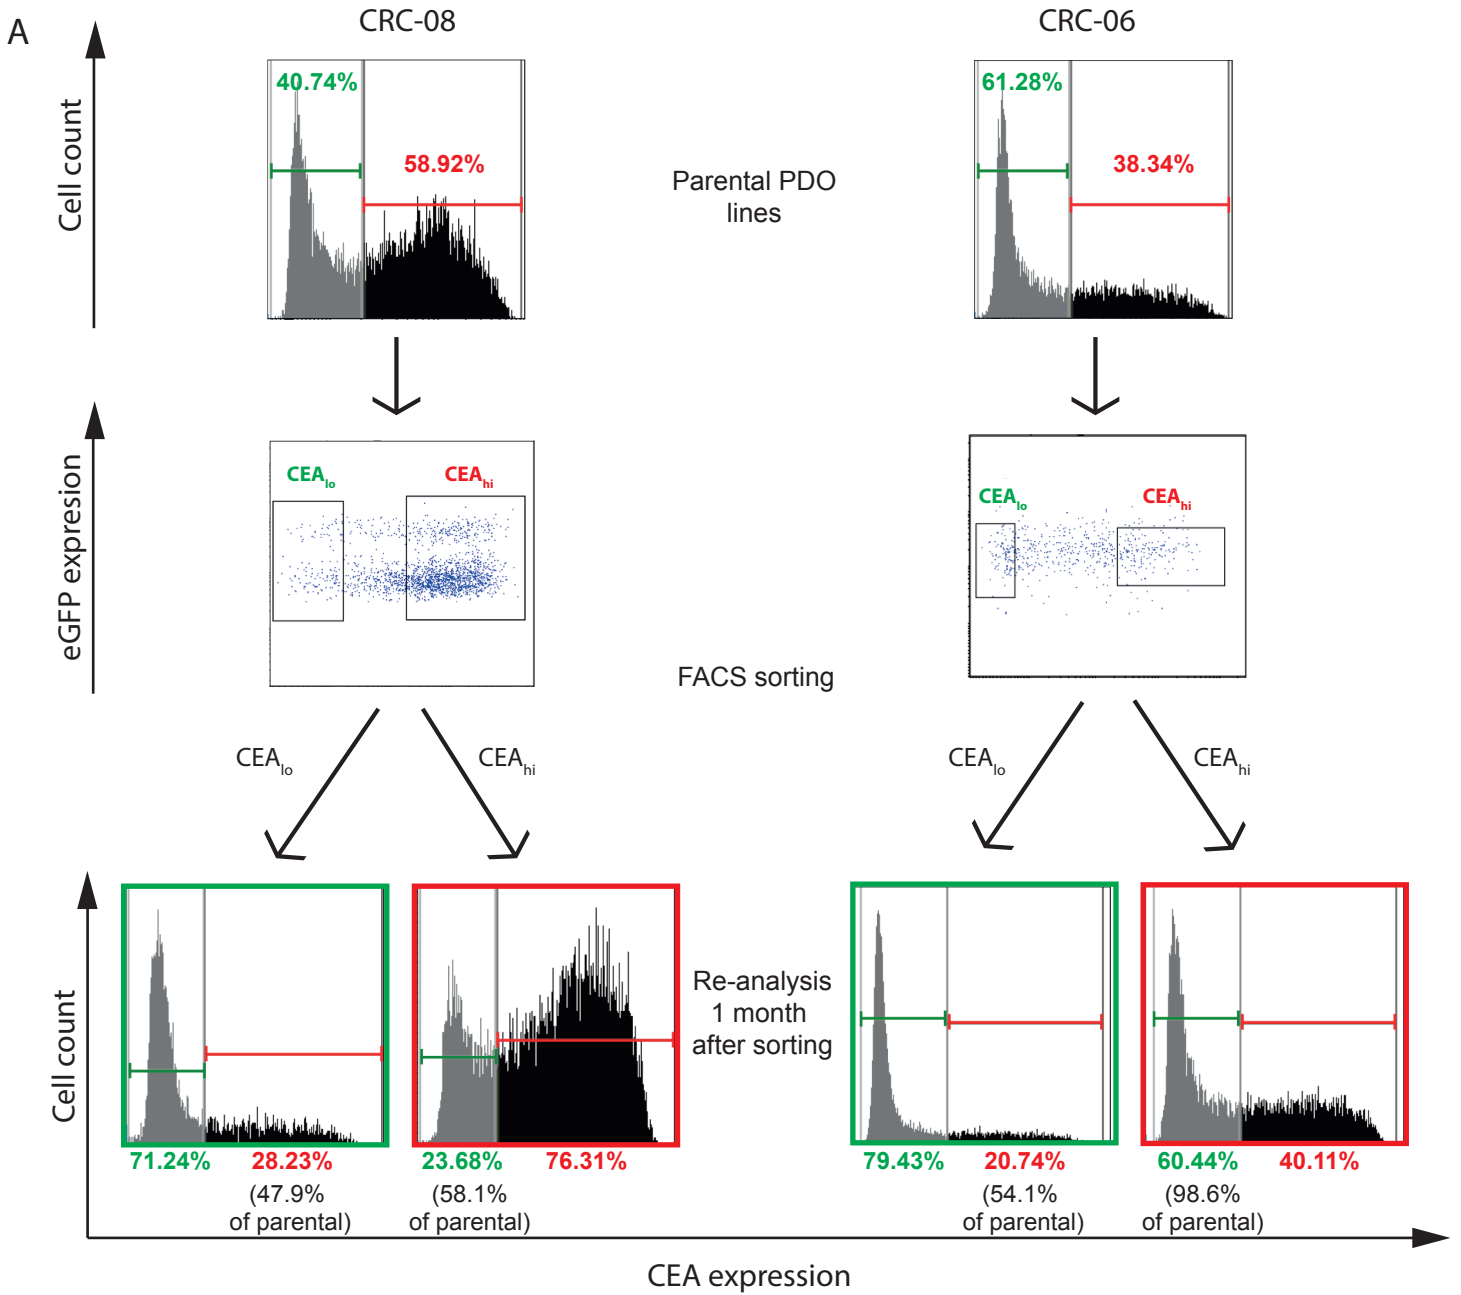 A
CRC-08
CRC-06
Cell count
40.74%
58.92%
Parental PDO
lines
61.28%
38.34%
eGFP expresion
CEAlo
CEAhi
CEAlo
CEAhi
FACS sorting
CEAlo
CEAhi
CEAlo
CEAhi
Cell count
Re-analysis
1 month
after sorting
71.24%
28.23%
(47.9%
of parental)
23.68%
76.31%
(58.1%
of parental)
79.43%
20.74%
(54.1%
of parental)
60.44%
40.11%
(98.6%
of parental)
CEA expression